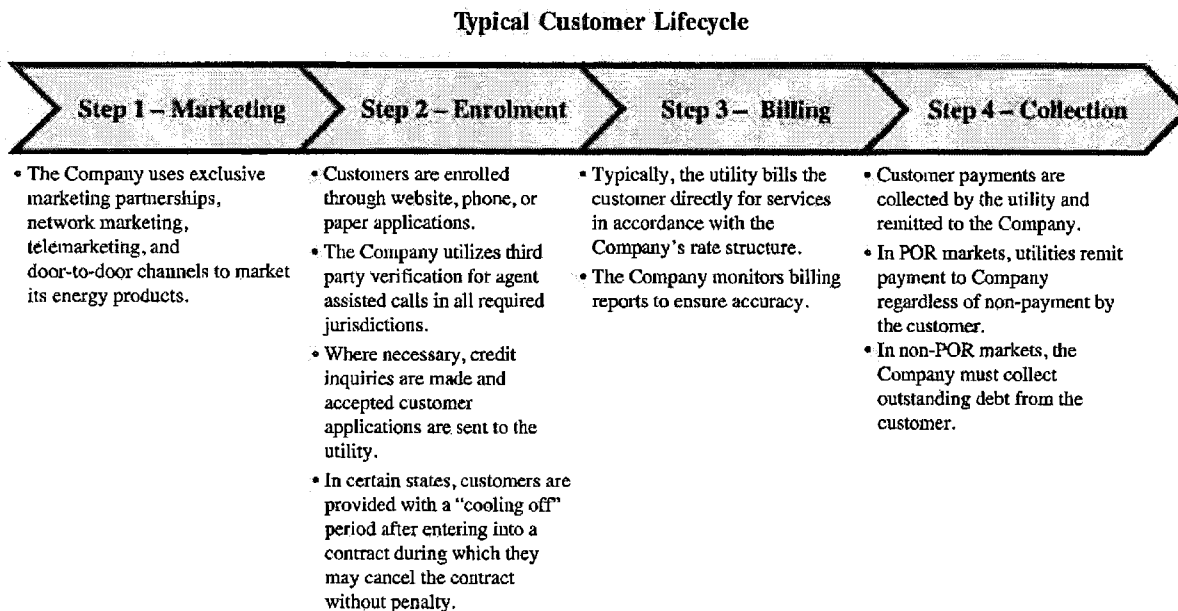 Typical Customer Lifecycle
Step 1 – Marketing
Step 2 – Enrolment
Step 3 – Billing
Step 4 – Collection
• The Company uses exclusive
marketing partnerships,
network marketing,
telemarketing, and
door-to-door channels to market
its energy products.
• Customers are enrolled
through website, phone, or
paper applications.
• The Company utilizes third
party verification for agent
assisted calls in all required
jurisdictions.
• Where necessary, credit
inquiries are made and
accepted customer
applications are sent to the
utility.
• In certain states, customers are
provided with a “cooling off”
period after entering into a
contract during which they
may cancel the contract
without penalty.
• Typically, the utility bills the
customer directly for services
in accordance with the
Company’s rate structure.
• The Company monitors billing
reports to ensure accuracy.
• Customer payments are
collected by the utility and
remitted to the Company.
• In POR markets, utilities remit
payment to Company
regardless of non-payment by
the customer.
• In non-POR markets, the
Company must collect
outstanding debt from the
customer.